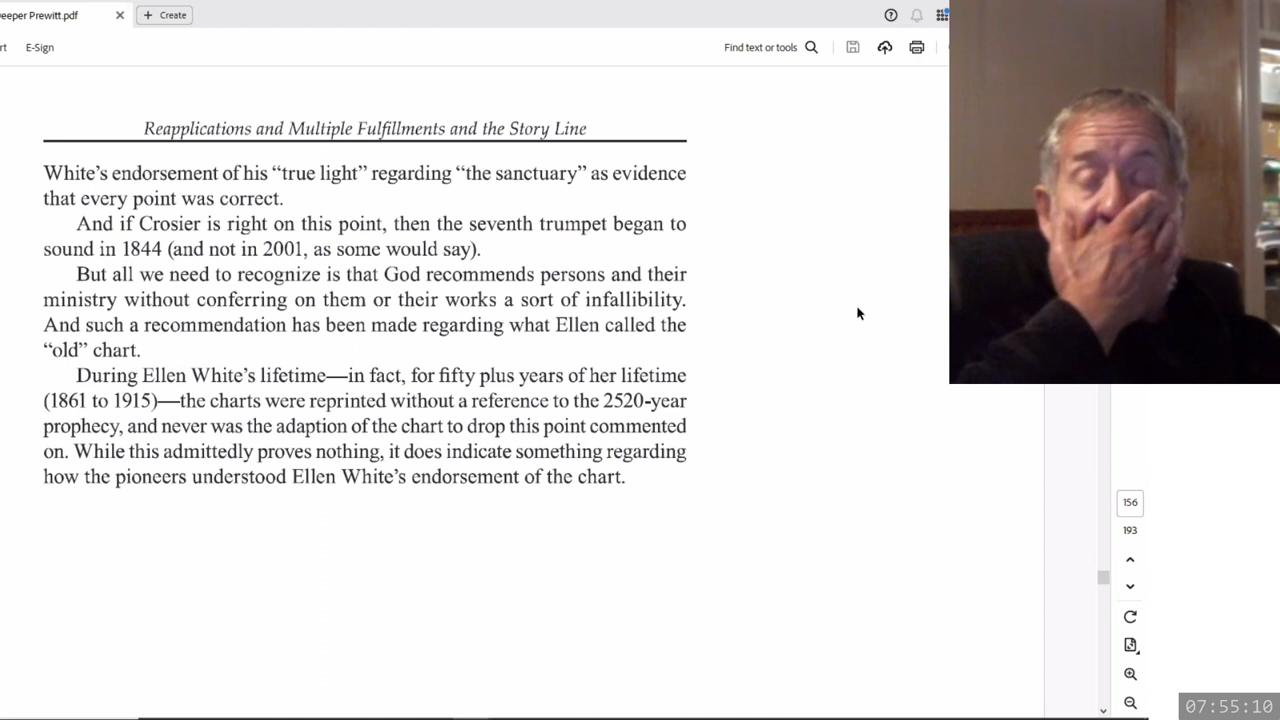 eeper Prewitt.pdf
Create
rt
E-Sign
Find text or tools
Reapplications and Multiple Fulfillments and the Story Line
White’s endorsement of his “true light” regarding “the sanctuary” as evidence
that every point was correct.
And if Crosier is right on this point, then the seventh trumpet began to
sound in 1844 (and not in 2001, as some would say).
But all we need to recognize is that God recommends persons and their
ministry without conferring on them or their works a sort of infallibility.
And such a recommendation has been made regarding what Ellen called the
“old” chart.
During Ellen White’s lifetime—in fact, for fifty plus years of her lifetime
(1861 to 1915)—the charts were reprinted without a reference to the 2520-year
prophecy, and never was the adaption of the chart to drop this point commented
on. While this admittedly proves nothing, it does indicate something regarding
how the pioneers understood Ellen White’s endorsement of the chart.
156
193
07:55:10